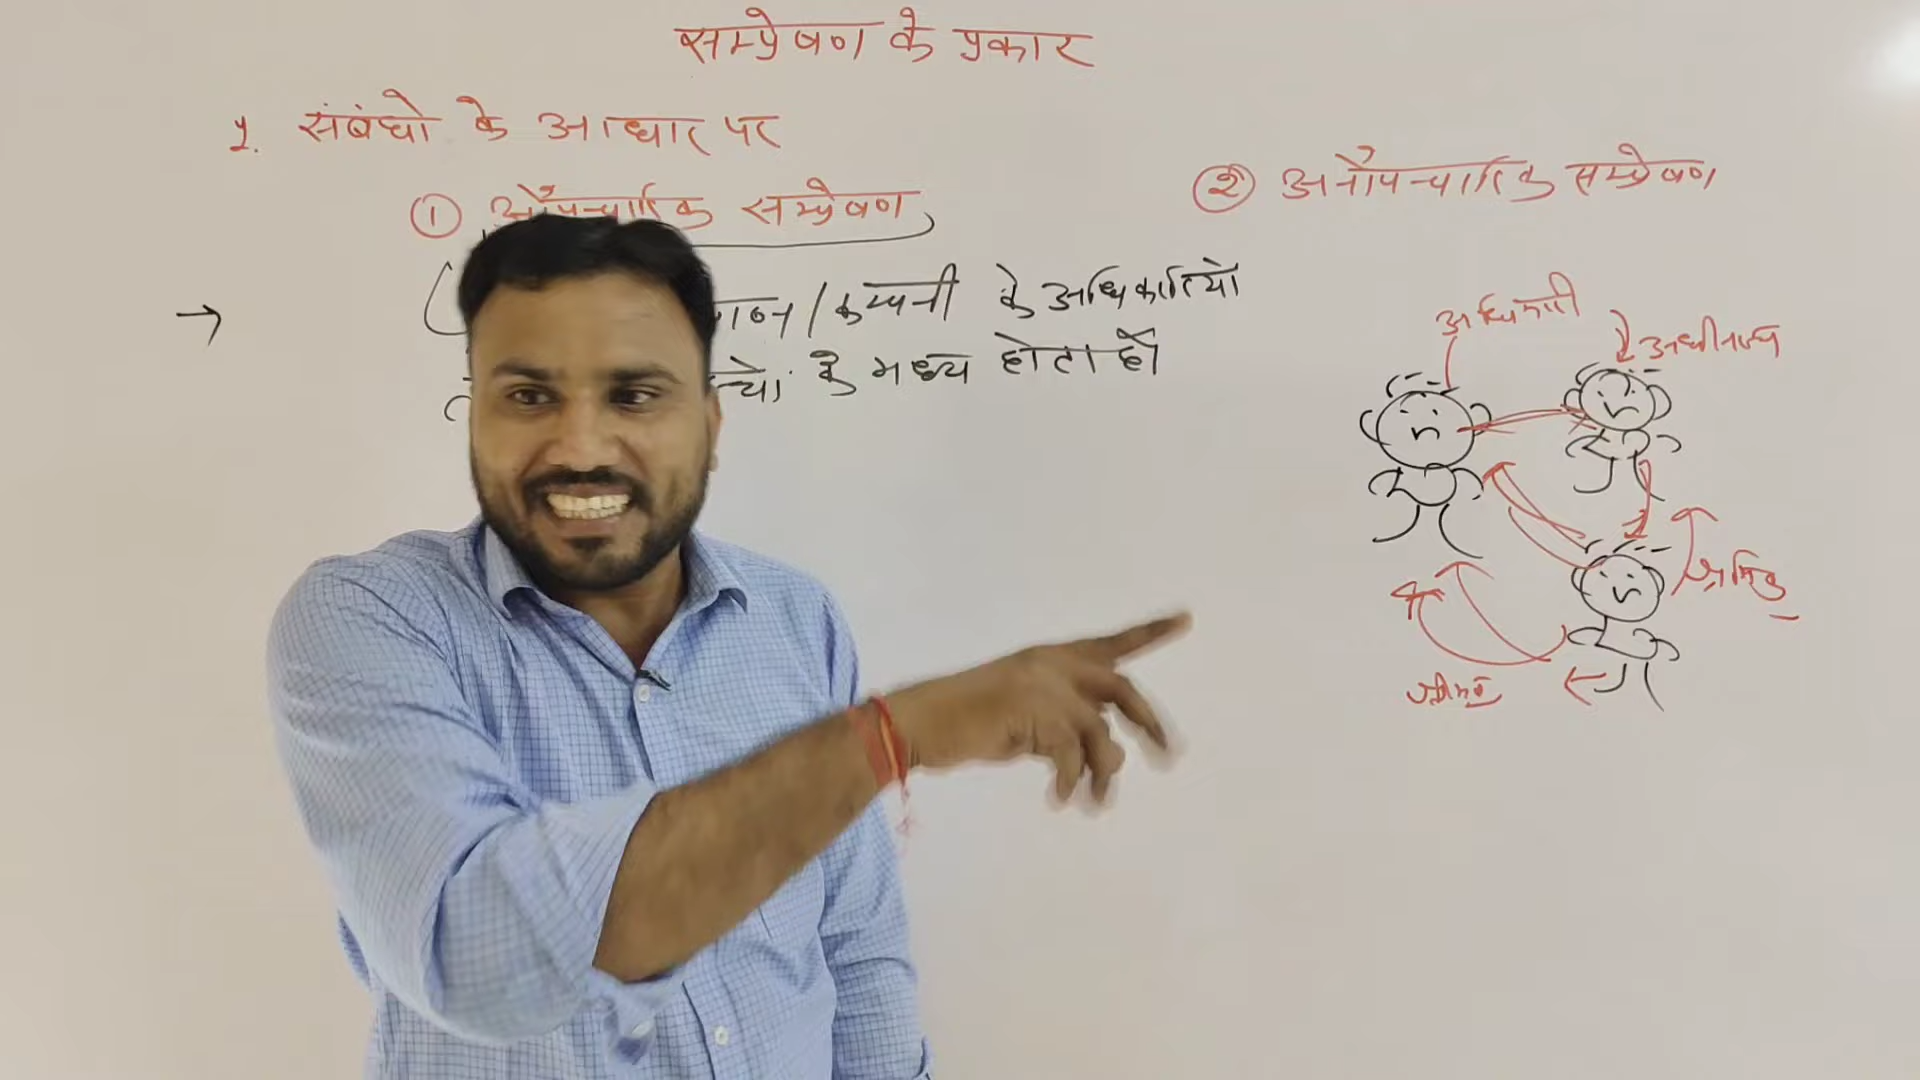 सम्प्रेषण के प्रकार
1. संबंधो के आधार पर
① औपचारिक सम्प्रेषण
② अनौपचारिक सम्प्रेषण
/कम्पनी के अधिकारियो
के मध्य होता हौ
अधिकारी
अधीनस्थ
श्रमिक